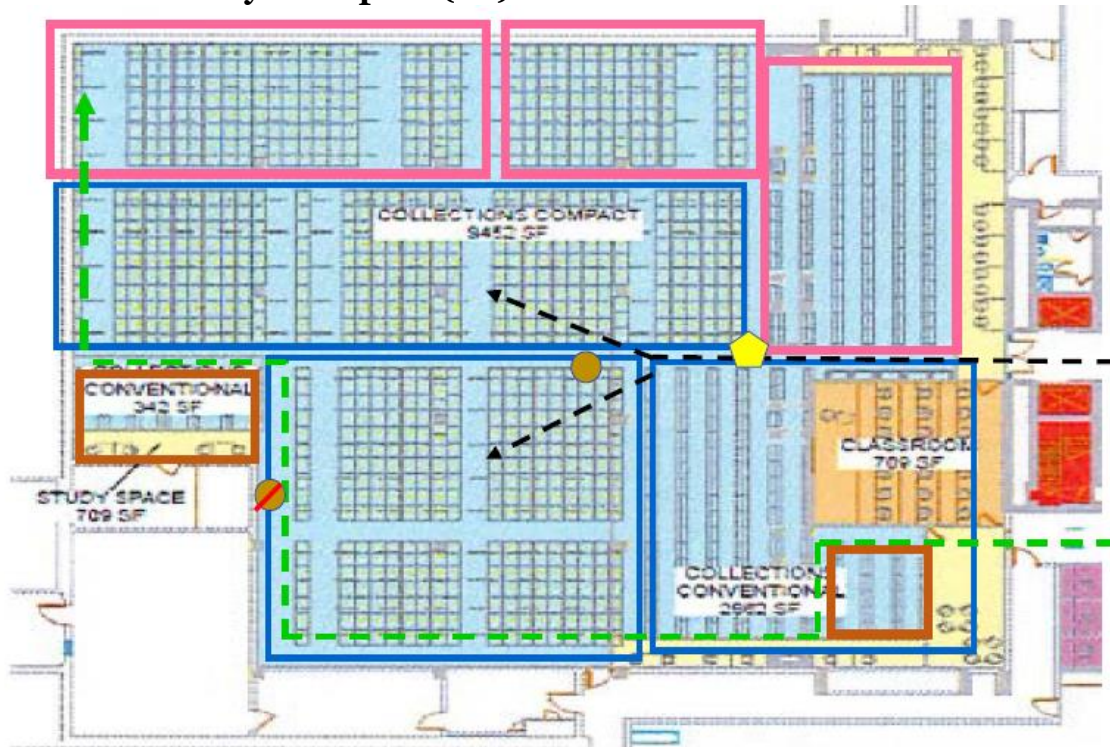 COLLECTIONS COMPACT
9452 SF
CONVENTIONAL
342 SF
STUDY SPACE
709 SF
CLASSROOM
709 SF
COLLECTIONS
CONVENTIONAL
2962 SF